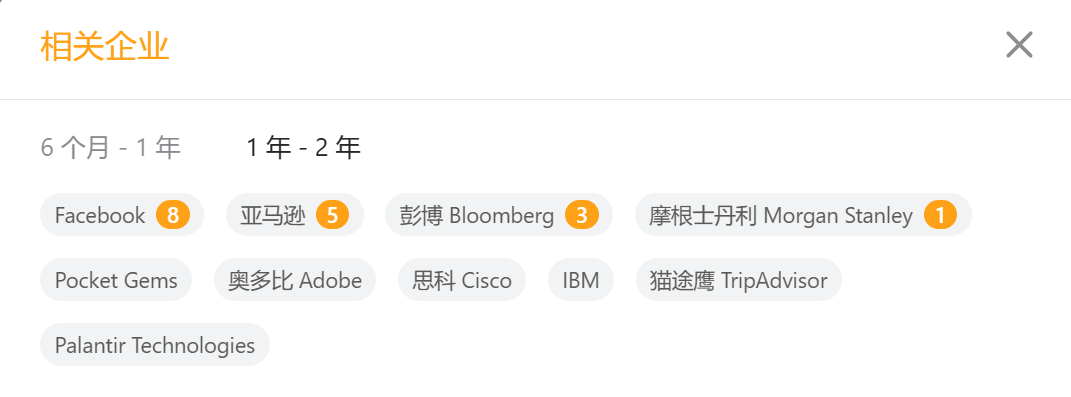 相关企业
6 个月 - 1 年 1 年 - 2 年
Facebook 8 亚马逊 5 彭博 Bloomberg 3 摩根士丹利 Morgan Stanley 1
Pocket Gems 奥多比 Adobe 思科 Cisco IBM 猫途鹰 TripAdvisor
Palantir Technologies